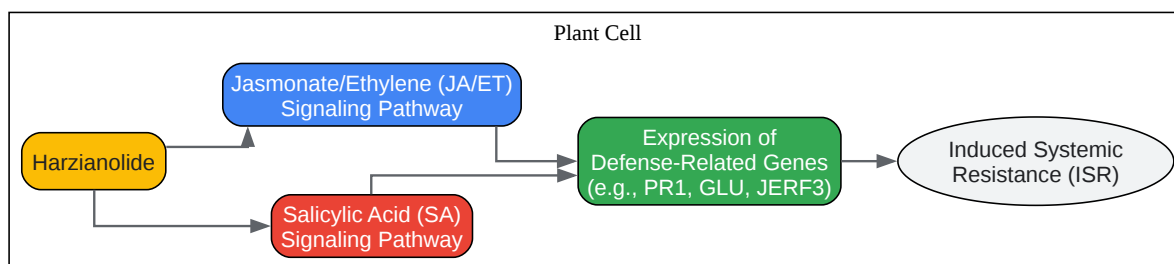 Plant Cell
Jasmonate/Ethylene (JA/ET)
Signaling Pathway
Harzianolide
Salicylic Acid (SA)
Signaling Pathway
Expression of
Defense-Related Genes
(e.g., PR1, GLU, JERF3)
Induced Systemic
Resistance (ISR)